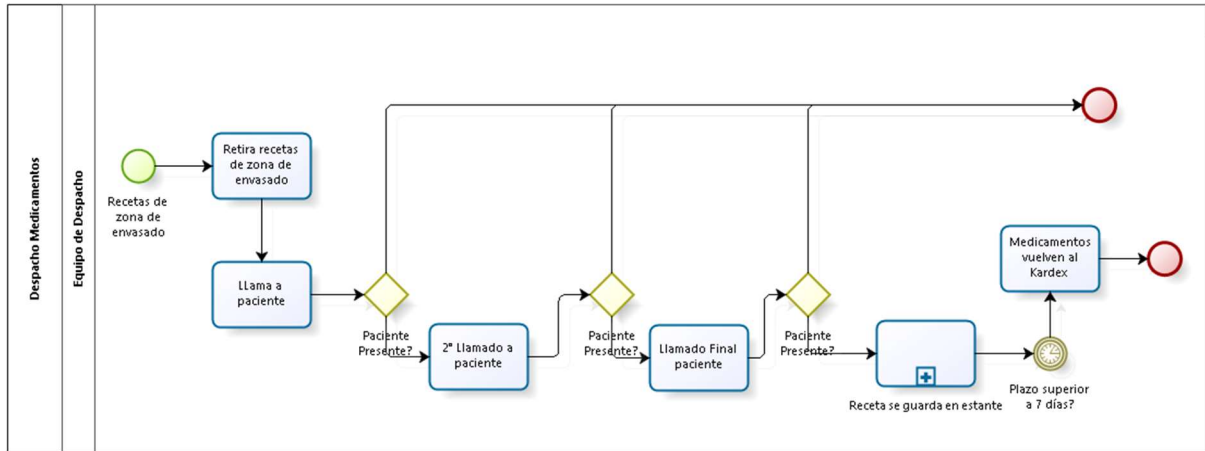 Despacho Medicamentos
Equipo de Despacho
Recetas de
zona de
envasado
Retira recetas
de zona de
envasado
LLama a
paciente
Paciente
Presente?
2° Llamado a
paciente
Paciente
Presente?
Llamado Final
paciente
Paciente
Presente?
Receta se guarda en estante
Plazo superior
a 7 días?
Medicamentos
vuelven al
Kardex